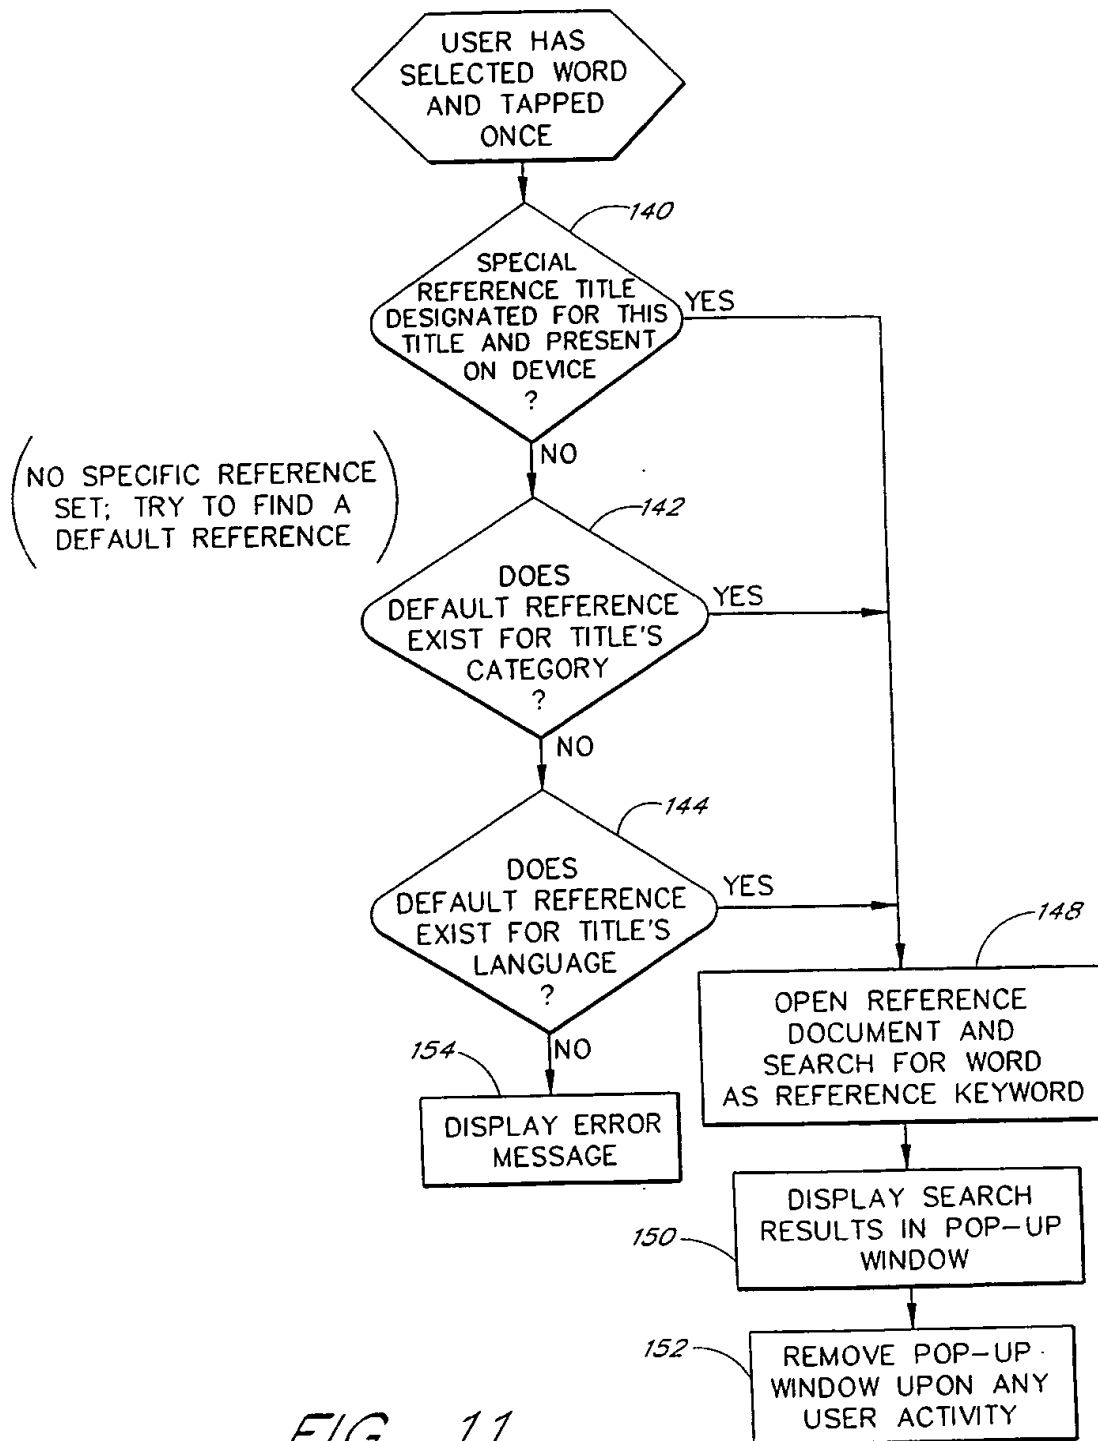 USER HAS
SELECTED WORD
AND TAPPED
ONCE
140
SPECIAL
REFERENCE TITLE
DESIGNATED FOR THIS
TITLE AND PRESENT
ON DEVICE
?
YES
NO
NO SPECIFIC REFERENCE
SET; TRY TO FIND A
DEFAULT REFERENCE
142
DOES
DEFAULT REFERENCE
EXIST FOR TITLE'S
CATEGORY
?
YES
NO
144
DOES
DEFAULT REFERENCE
EXIST FOR TITLE'S
LANGUAGE
?
YES
NO
148
OPEN REFERENCE
DOCUMENT AND
SEARCH FOR WORD
AS REFERENCE KEYWORD
154
DISPLAY ERROR
MESSAGE
150
DISPLAY SEARCH
RESULTS IN POP-UP
WINDOW
152
REMOVE POP-UP
WINDOW UPON ANY
USER ACTIVITY
FIG. 11